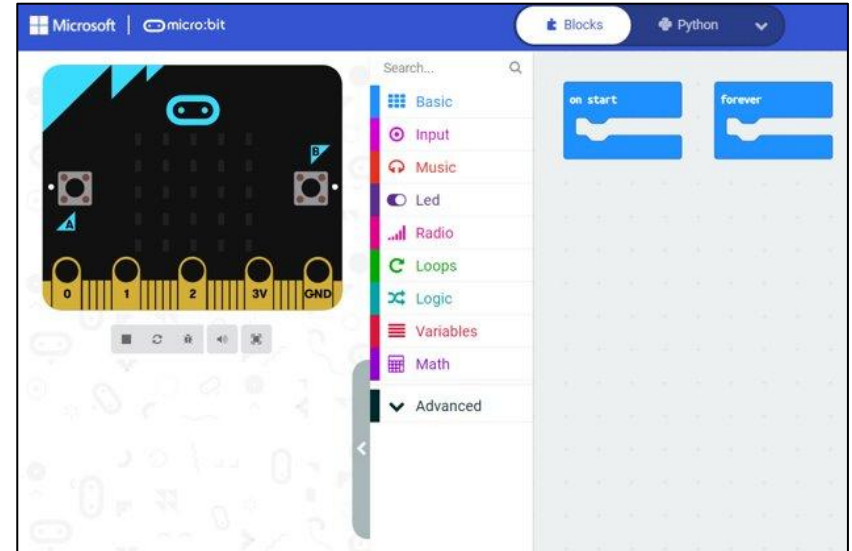 Microsoft | micro:bit
Blocks
Python
Search...
Basic
Input
Music
Led
Radio
Loops
Logic
Variables
Math
Advanced
on start
forever
A
B
0 1 2 3V GND